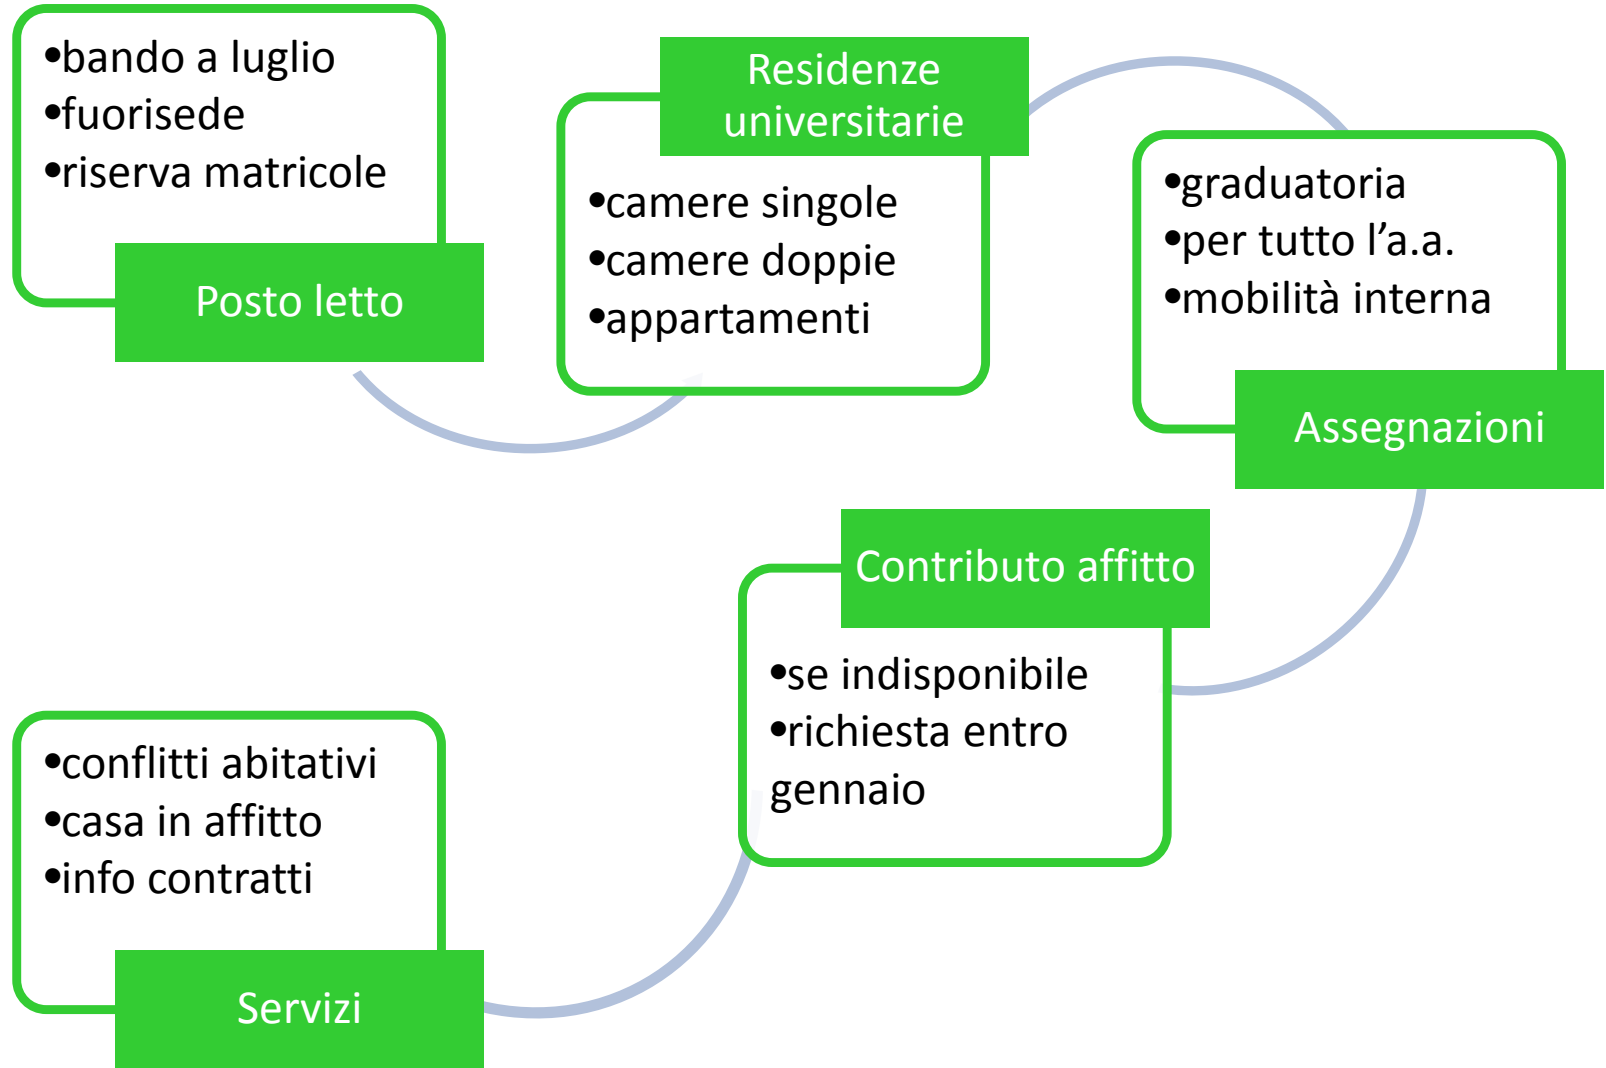 •bando a luglio
•fuorisede
•riserva matricole
Posto letto
Residenze
universitarie
•camere singole
•camere doppie
•appartamenti
•graduatoria
•per tutto l’a.a.
•mobilità interna
Assegnazioni
Contributo affitto
•se indisponibile
•richiesta entro
gennaio
•conflitti abitativi
•casa in affitto
•info contratti
Servizi